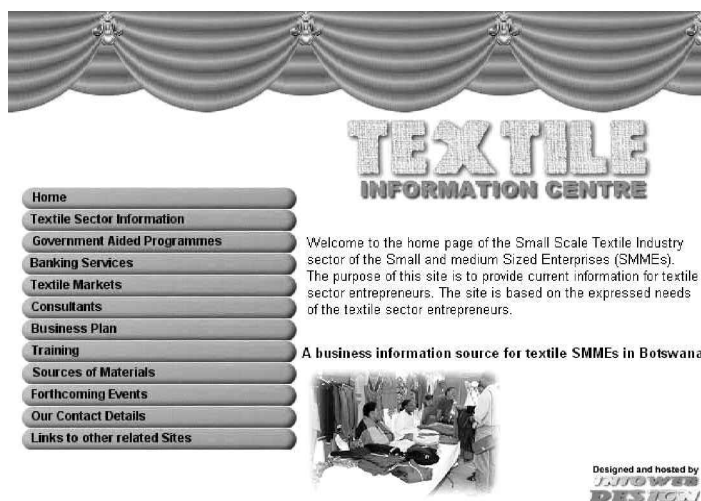 TEXTILE
INFORMATION CENTRE
Home
Textile Sector Information
Government Aided Programmes
Banking Services
Textile Markets
Consultants
Business Plan
Training
Sources of Materials
Forthcoming Events
Our Contact Details
Links to other related Sites
Welcome to the home page of the Small Scale Textile Industry
sector of the Small and medium Sized Enterprises (SMMEs).
The purpose of this site is to provide current information for textile
sector entrepreneurs. The site is based on the expressed needs
of the textile sector entrepreneurs.
A business information source for textile SMMEs in Botswana
Designed and hosted by
INTOWEB
DESIGN